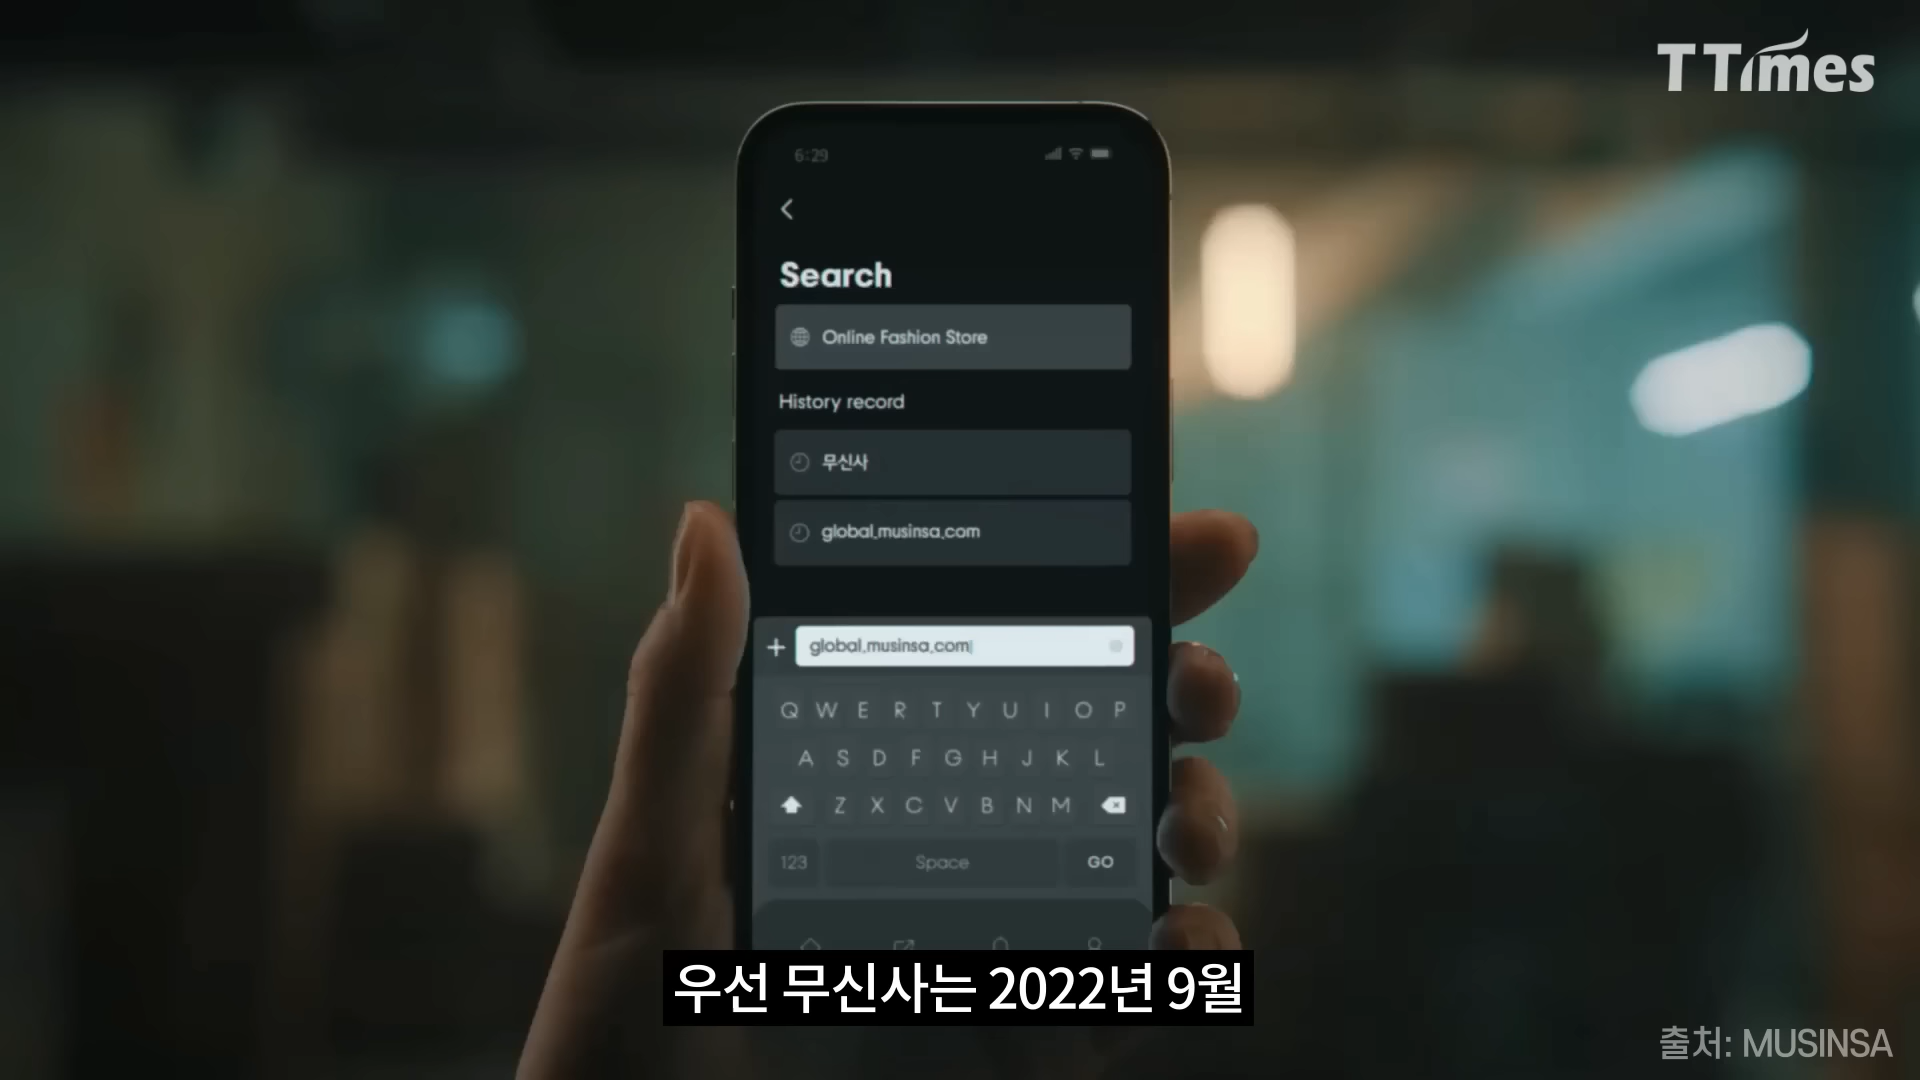 TTimes
6:29
Search
Online Fashion Store
History record
무신사
global.musinsa.com
global.musinsa.com
Q W E R T Y U I O P
A S D F G H J K L
Z X C V B N M
123 Space GO
우선 무신사는 2022년 9월
출처: MUSINSA